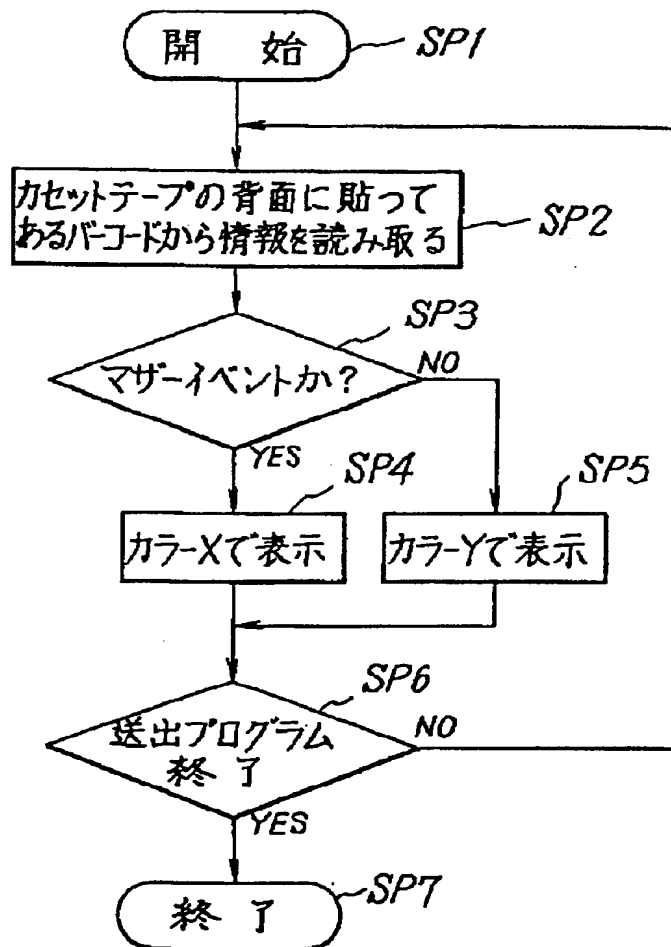 開 始
SP1
カセットテープの背面に貼って
あるバーコードから情報を読み取る
SP2
SP3
マザーイベントか?
NO
YES
SP4
SP5
カラーXで表示
カラーYで表示
SP6
送出プログラム
終了
NO
YES
SP7
終了